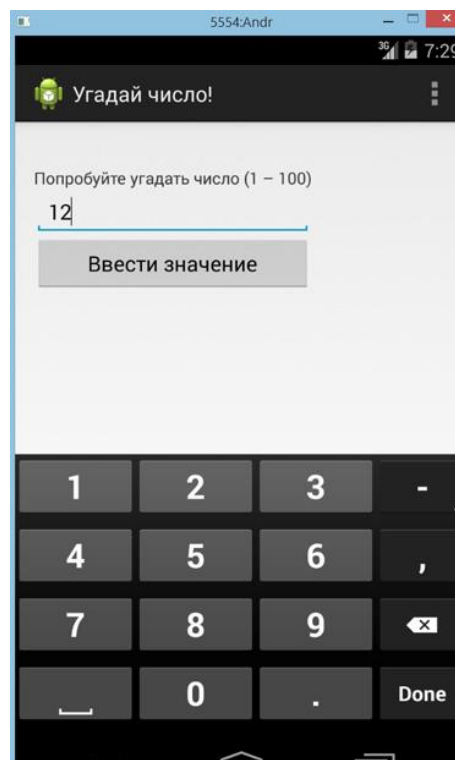 5554:Andr
3G 7:29
Угадай число!
Попробуйте угадать число (1 – 100)
12
Ввести значение
1 2 3 -
4 5 6 ,
7 8 9
0 . Done